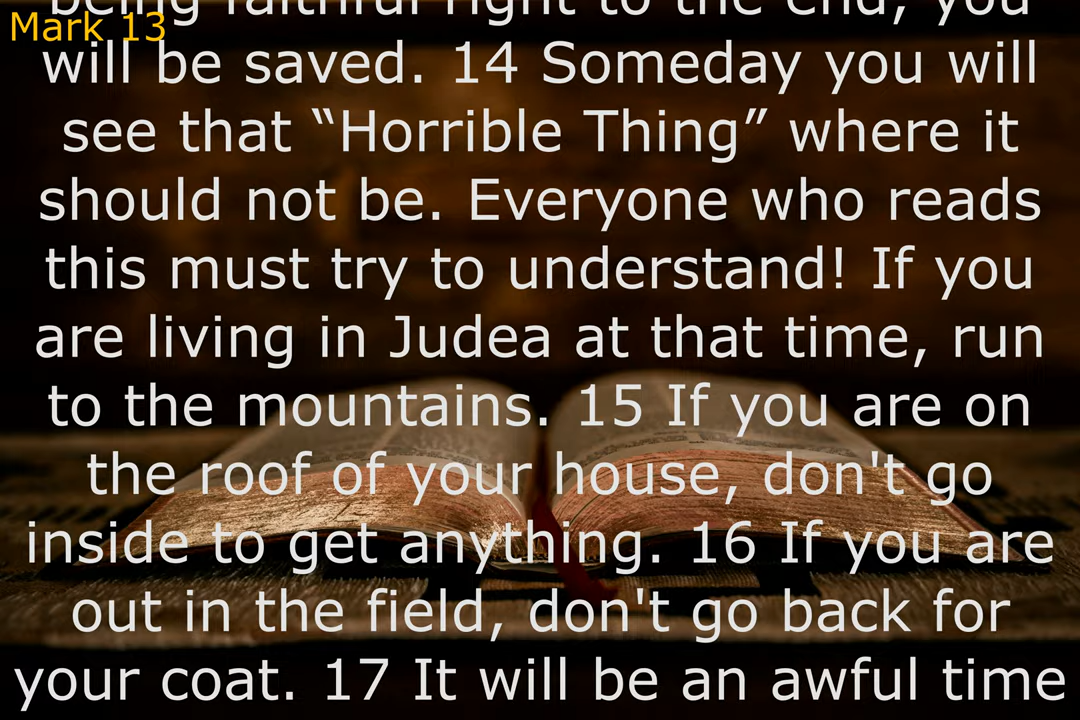 Mark 13
being faithful right to the end, you
will be saved. 14 Someday you will
see that “Horrible Thing” where it
should not be. Everyone who reads
this must try to understand! If you
are living in Judea at that time, run
to the mountains. 15 If you are on
the roof of your house, don't go
inside to get anything. 16 If you are
out in the field, don't go back for
your coat. 17 It will be an awful time